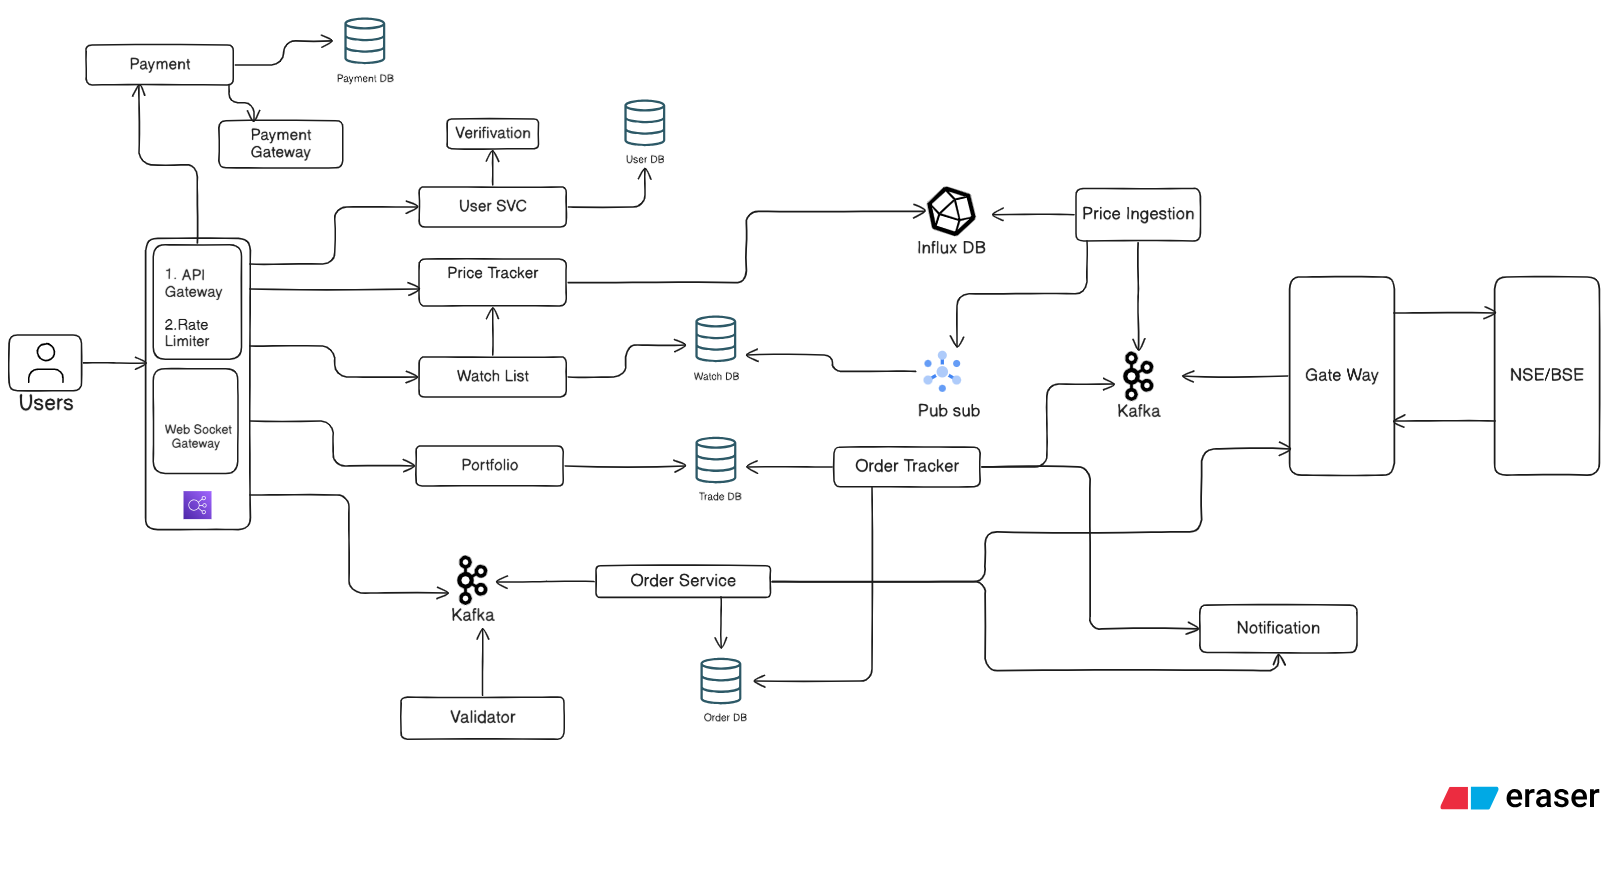 Payment
Payment DB
Payment
Gateway
Verifivation
User DB
User SVC
Price Ingestion
Influx DB
1. API
Gateway
2.Rate
Limiter
Price Tracker
Users
Watch List
Watch DB
Pub sub
Kafka
Gate Way
NSE/BSE
Web Socket
Gateway
Portfolio
Trade DB
Order Tracker
Kafka
Order Service
Notification
Validator
Order DB
eraser